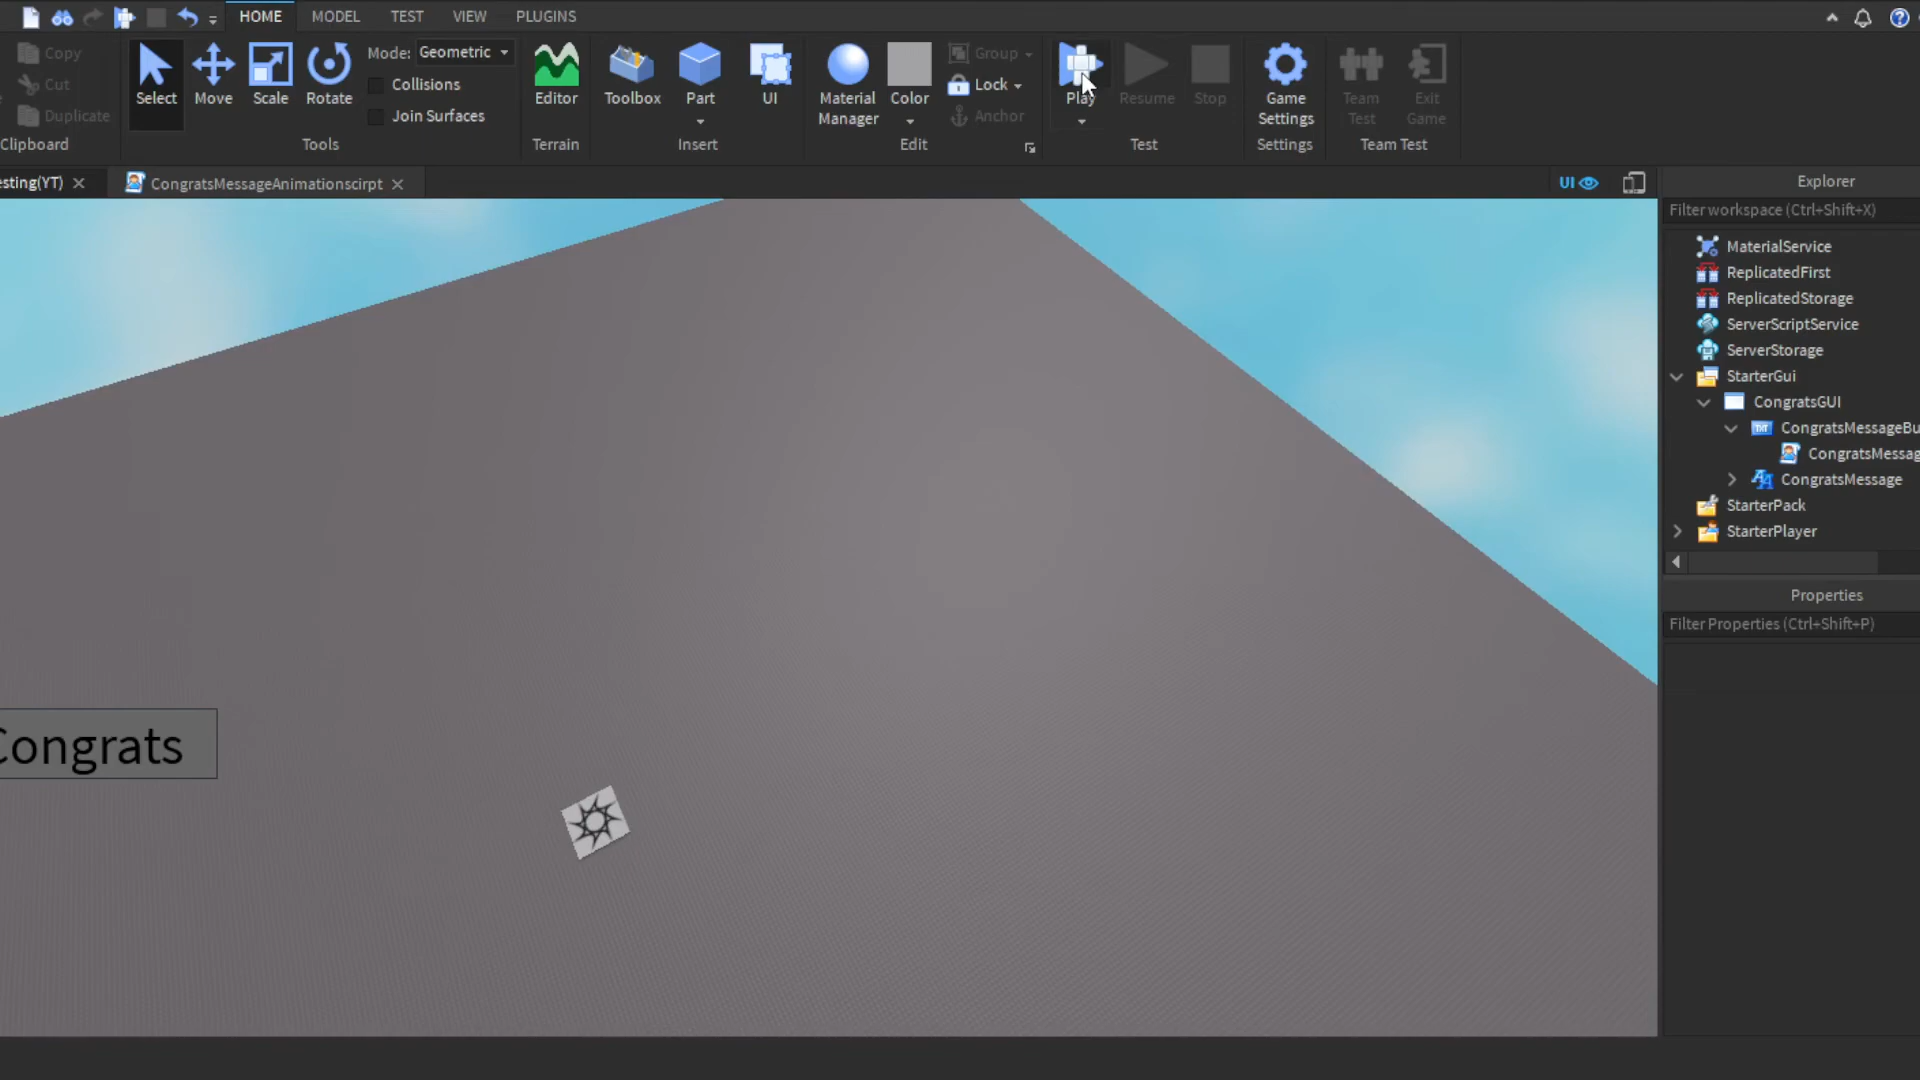 HOME MODEL TEST VIEW PLUGINS
Copy
Cut
Duplicate
Clipboard
Select Move Scale Rotate
Mode: Geometric
Collisions
Join Surfaces
Tools
Editor
Terrain
Toolbox Part UI
Insert
Material Manager
Color
Group
Lock
Anchor
Edit
Play Resume Stop
Test
Game Settings
Settings
Team Test
Exit Game
Team Test
esting(YT)
CongratsMessageAnimationscirpt
UI
Explorer
Filter workspace (Ctrl+Shift+X)
MaterialService
ReplicatedFirst
ReplicatedStorage
ServerScriptService
ServerStorage
StarterGui
CongratsGUI
CongratsMessageBu
CongratsMessag
CongratsMessage
StarterPack
StarterPlayer
Properties
Filter Properties (Ctrl+Shift+P)
Congrats